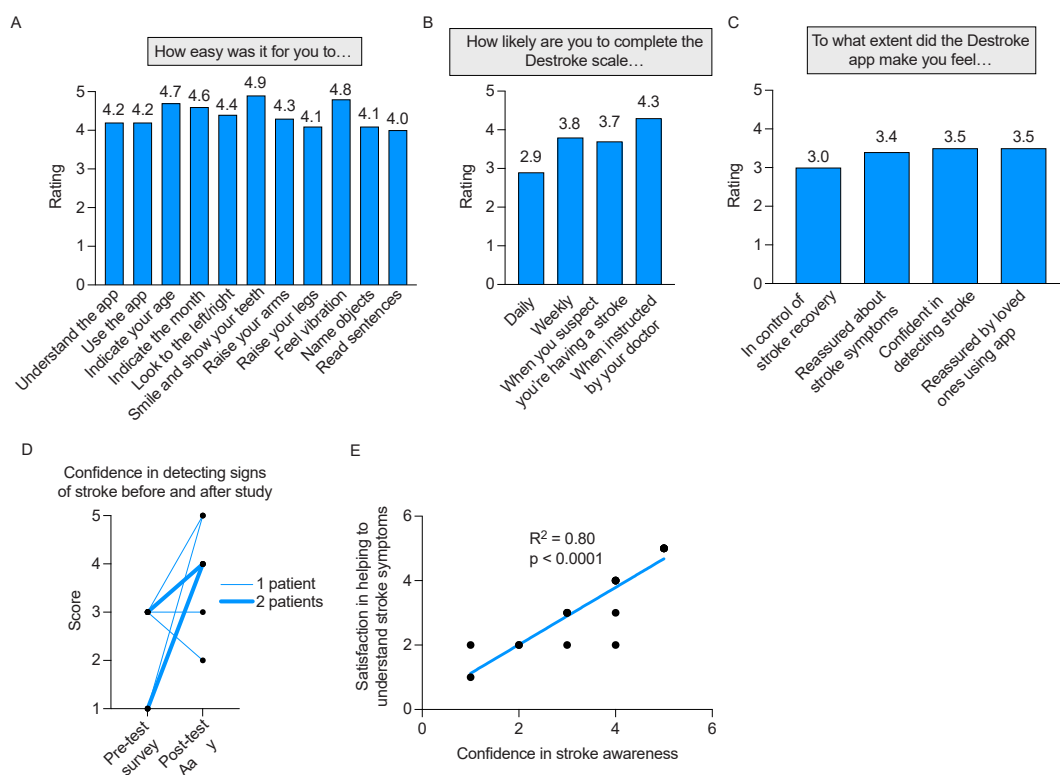 A
How easy was it for you to…
4.2
4.2
4.7
4.6
4.4
4.9
4.3
4.1
4.8
4.1
4.0
5
4
3
2
1
0
Rating
Understand the app
Use the app
Indicate your age
Indicate the month
Look to the left/right
Smile and show your teeth
Raise your arms
Raise your legs
Feel vibration
Name objects
Read sentences
B
How likely are you to complete the
Destroke scale…
2.9
3.8
3.7
4.3
5
4
3
2
1
0
Rating
Daily
Weekly
When you suspect
you're having a stroke
When instructed
by your doctor
C
To what extent did the Destroke
app make you feel…
3.0
3.4
3.5
3.5
5
4
3
2
1
0
Rating
In control of
stroke recovery
Reassured about
stroke symptoms
Confident in
detecting stroke
Reassured by loved
ones using app
D
Confidence in detecting signs
of stroke before and after study
5
4
3
2
1
Score
1 patient
2 patients
Pre-test
survey
Post-test
Aa y
E
Satisfaction in helping to
understand stroke symptoms
6
4
2
0
R² = 0.80
p < 0.0001
0
2
4
6
Confidence in stroke awareness